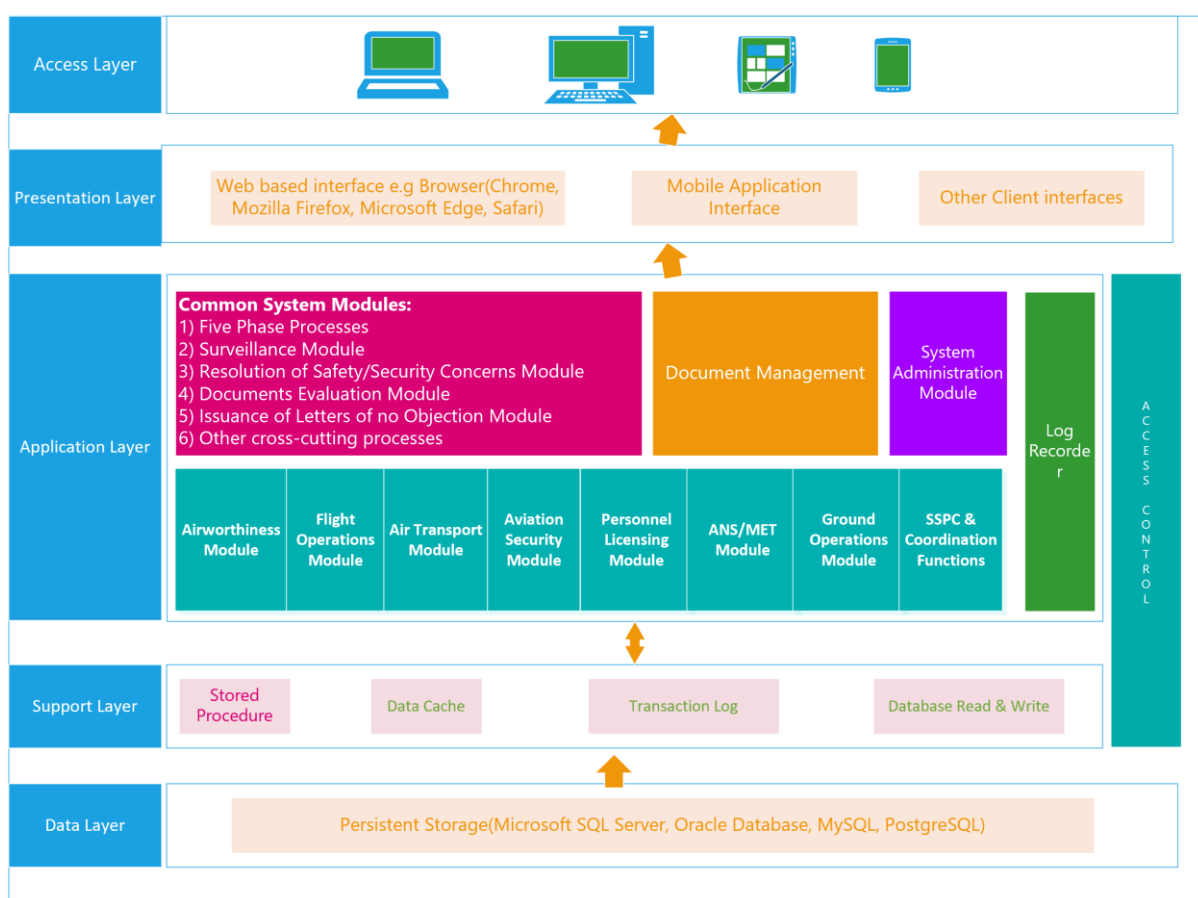 Access Layer
Presentation Layer
Web based interface e.g Browser(Chrome,
Mozilla Firefox, Microsoft Edge, Safari)
Mobile Application
Interface
Other Client interfaces
Application Layer
Common System Modules:
1) Five Phase Processes
2) Surveillance Module
3) Resolution of Safety/Security Concerns Module
4) Documents Evaluation Module
5) Issuance of Letters of no Objection Module
6) Other cross-cutting processes
Document Management
System
Administration
Module
Log
Recorde
r
ACCESS CONTROL
Airworthiness
Module
Flight
Operations
Module
Air Transport
Module
Aviation
Security
Module
Personnel
Licensing
Module
ANS/MET
Module
Ground
Operations
Module
SSPC &
Coordination
Functions
Support Layer
Stored
Procedure
Data Cache
Transaction Log
Database Read & Write
Data Layer
Persistent Storage(Microsoft SQL Server, Oracle Database, MySQL, PostgreSQL)